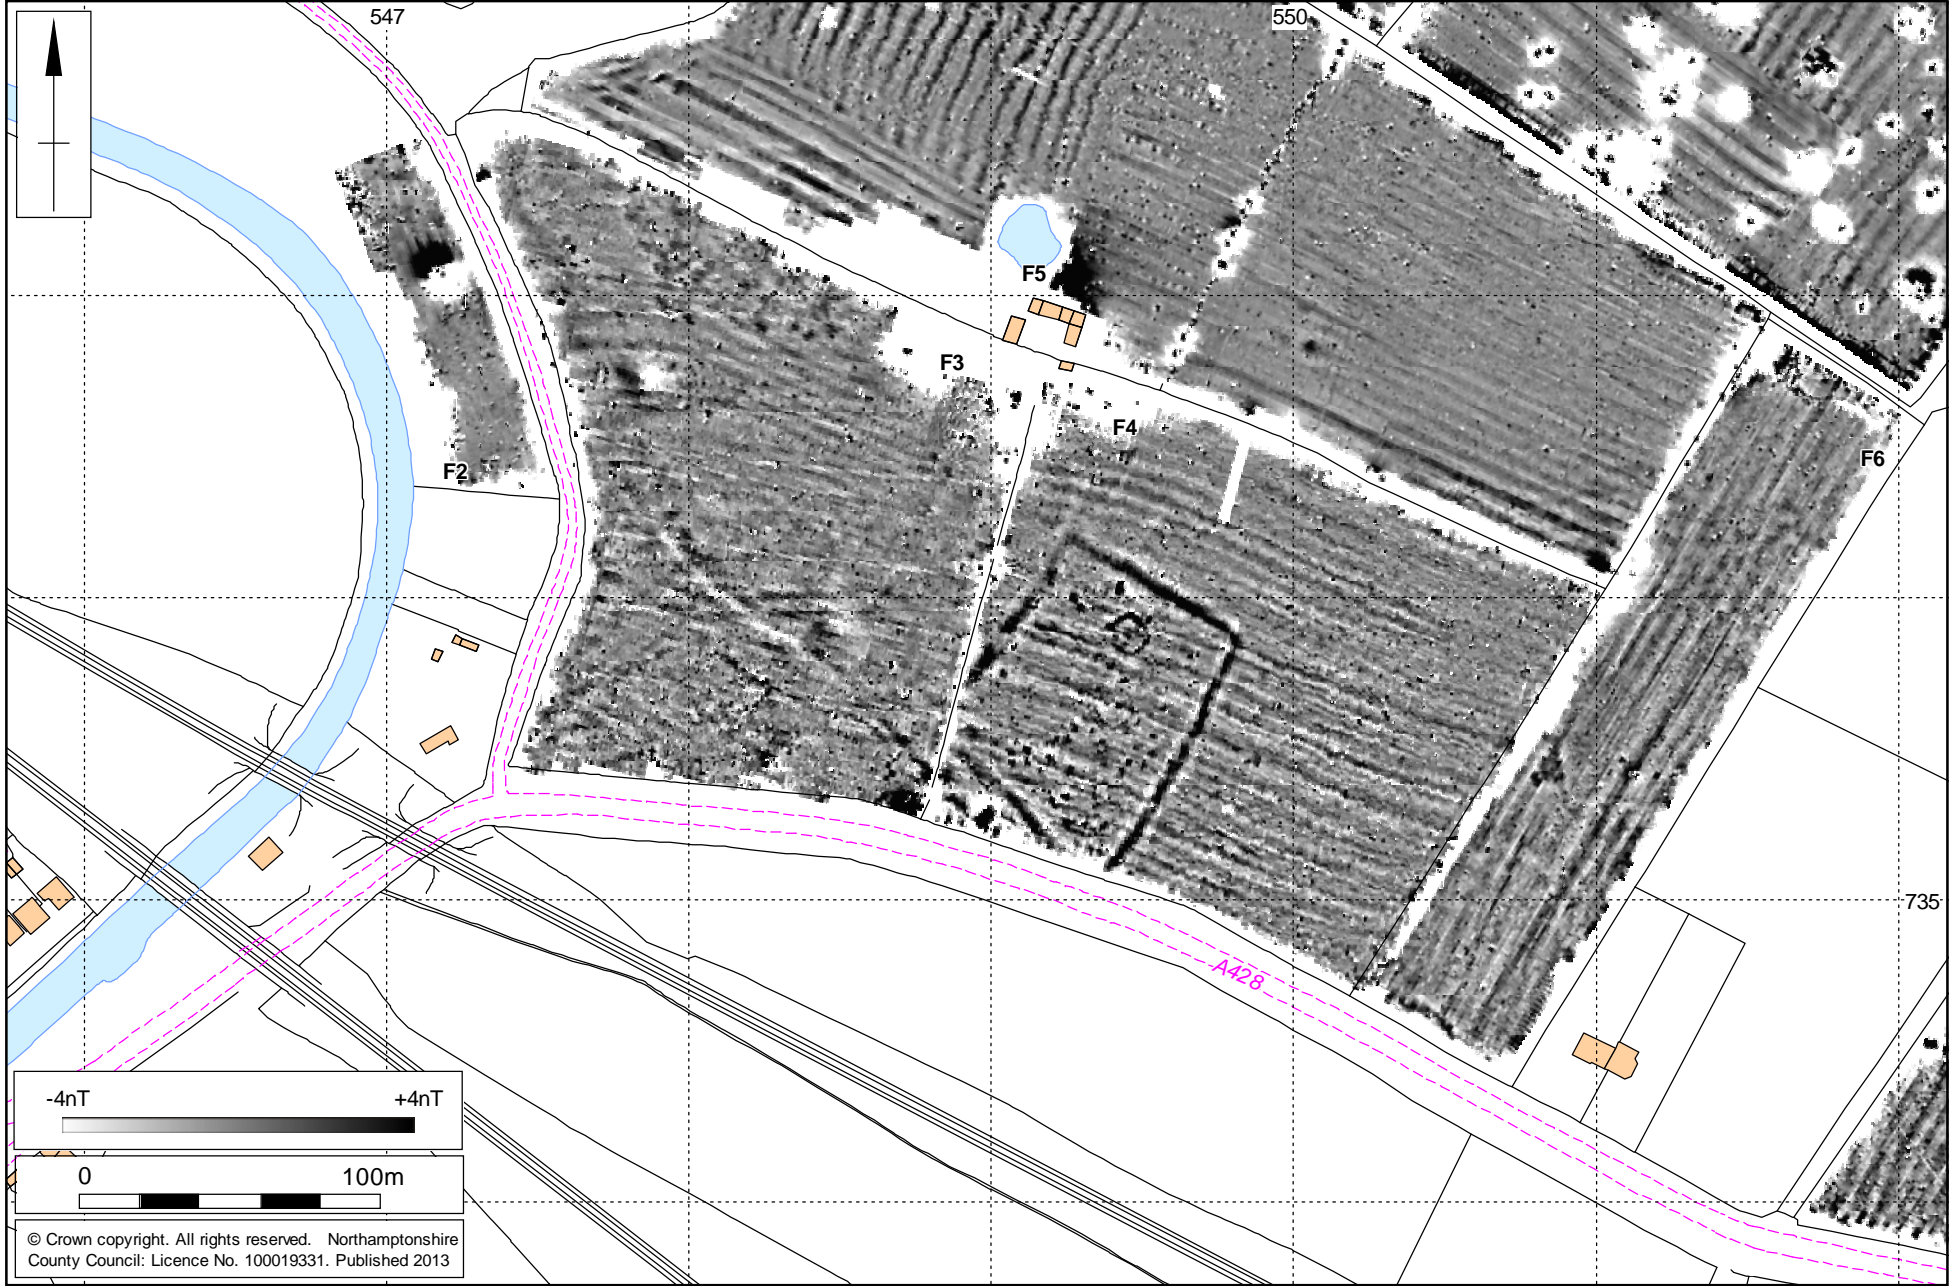 547
550
F5
F3
F4
F6
F2
735
A428
-4nT +4nT
0 100m
© Crown copyright. All rights reserved. Northamptonshire
County Council: Licence No. 100019331. Published 2013